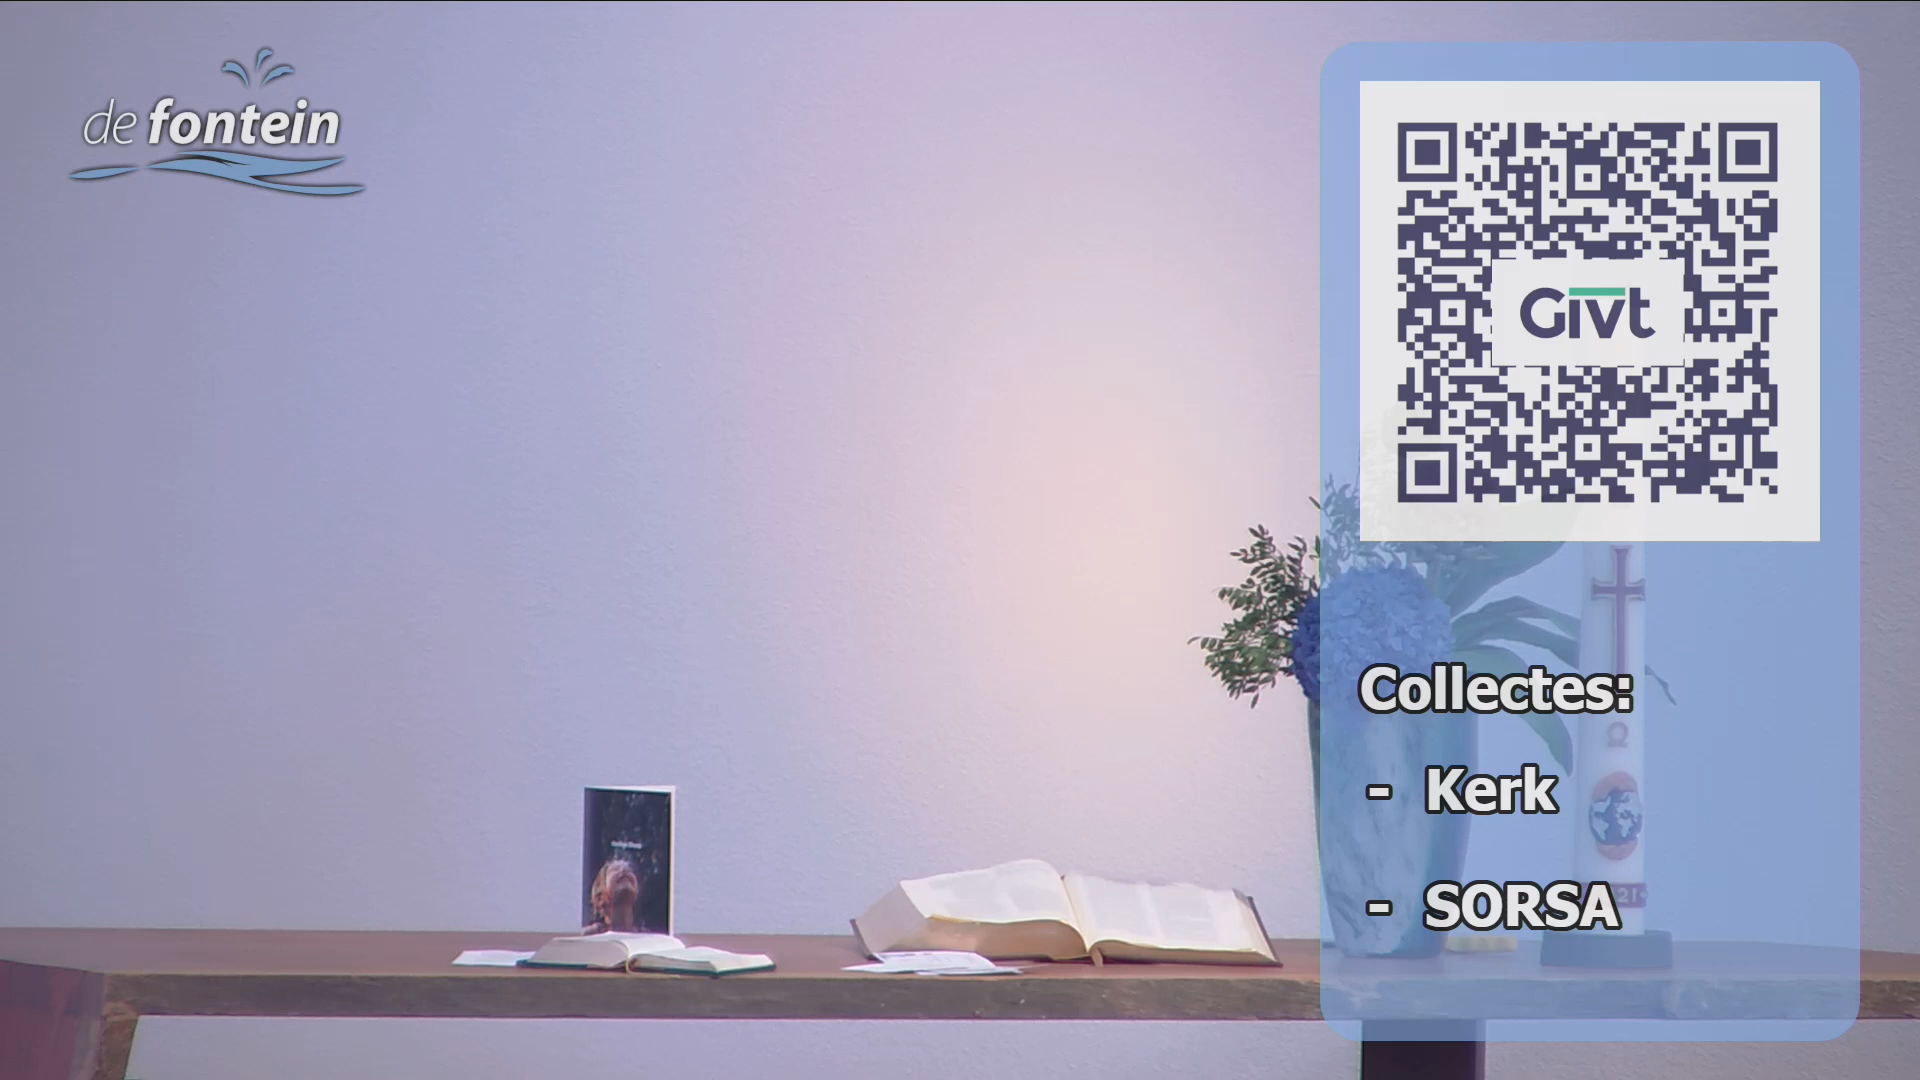 de fontein
Givt
Collectes:
- Kerk
- SORSA